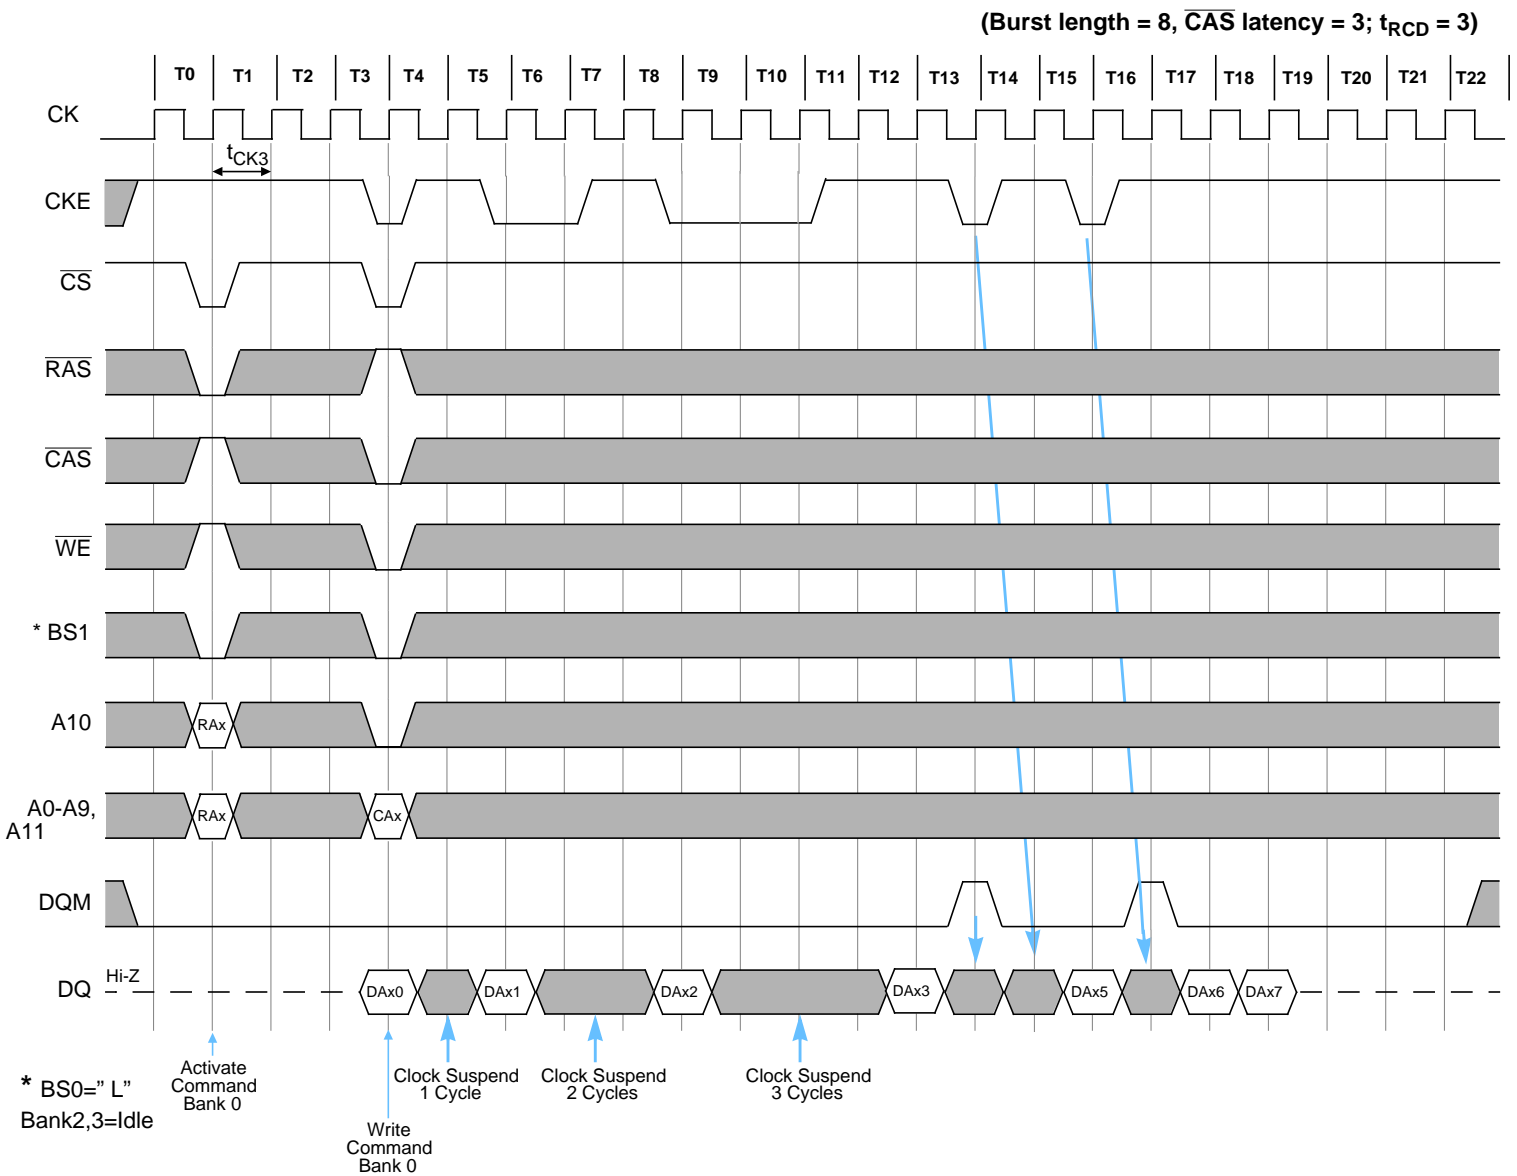 (Burst length = 8, CAS latency = 3; tRCD = 3)
T0 T1 T2 T3 T4 T5 T6 T7 T8 T9 T10 T11 T12 T13 T14 T15 T16 T17 T18 T19 T20 T21 T22
CK
tCK3
CKE
CS
RAS
CAS
WE
* BS1
A10 RAx
A0-A9,
A11 RAx CAx
DQM
DQ Hi-Z DAx0 DAx1 DAx2 DAx3 DAx5 DAx6 DAx7
Activate
Command
Bank 0
Write
Command
Bank 0
Clock Suspend
1 Cycle
Clock Suspend
2 Cycles
Clock Suspend
3 Cycles
* BS0=” L”
Bank2,3=Idle